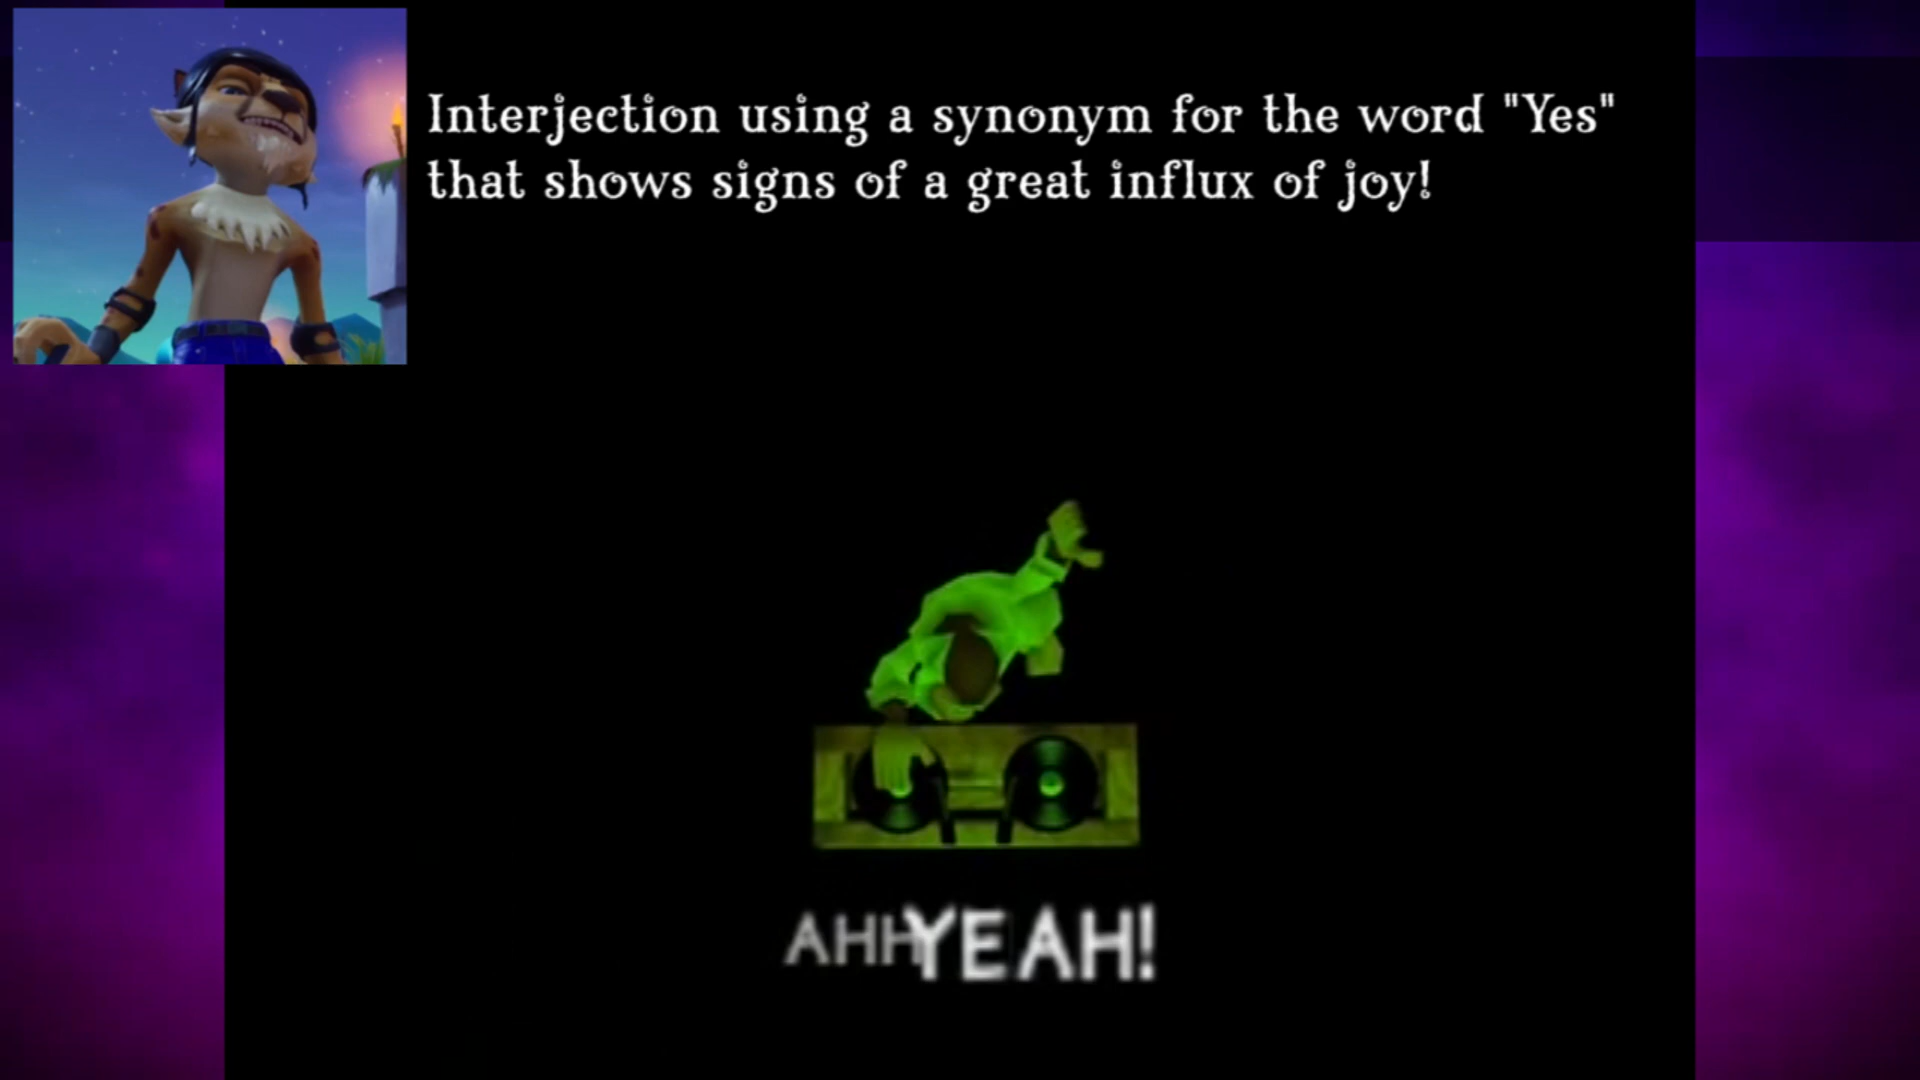 Interjection using a synonym for the word "Yes"
that shows signs of a great influx of joy!
AHHYEAH!